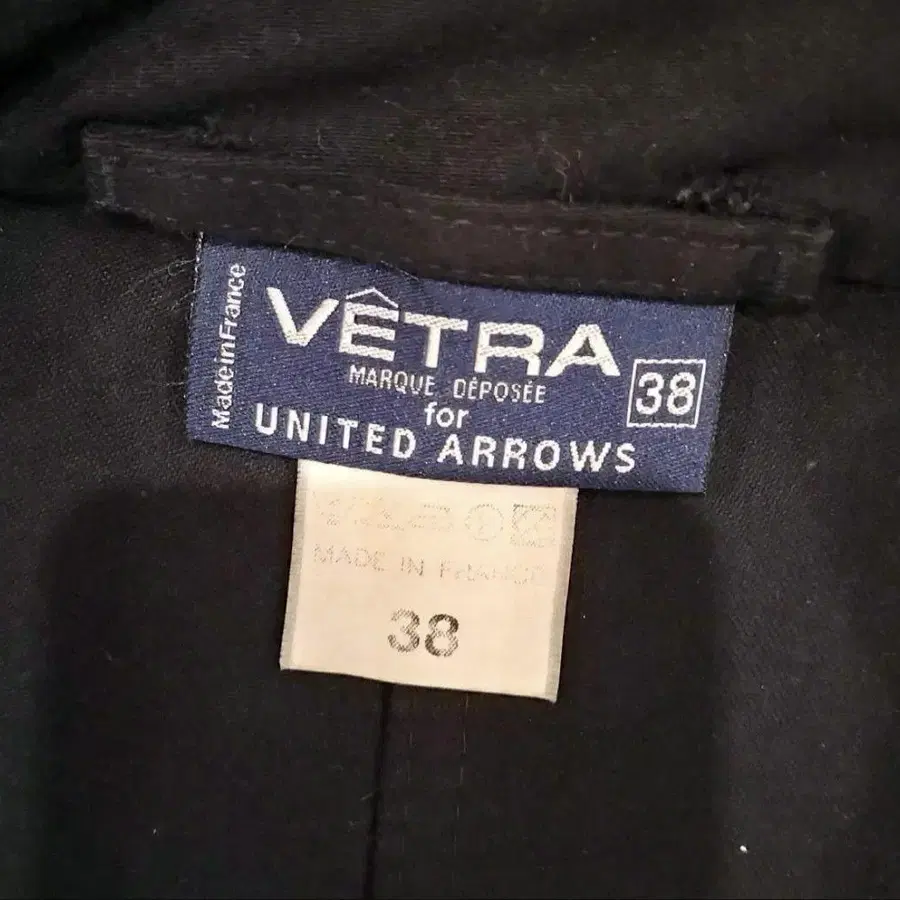 Made in France
VÊTRA
MARQUE DÉPOSÉE
38
for
UNITED ARROWS
MADE IN FRANCE
38